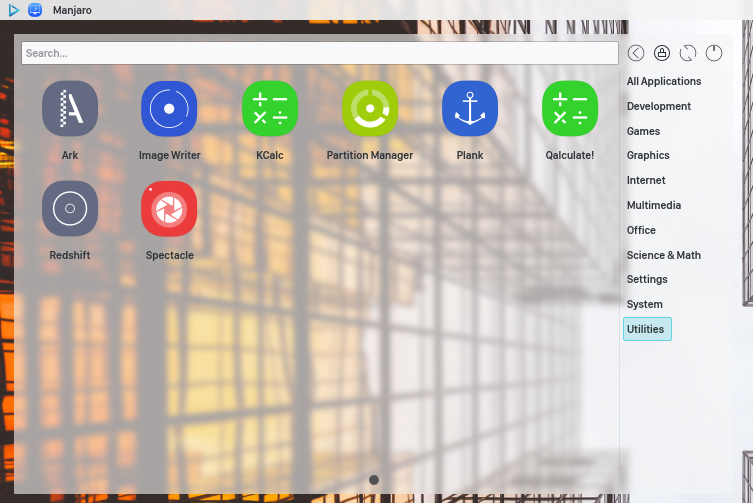 Manjaro
Search...
Ark
Image Writer
KCalc
Partition Manager
Plank
Qalculate!
Redshift
Spectacle
All Applications
Development
Games
Graphics
Internet
Multimedia
Office
Science & Math
Settings
System
Utilities